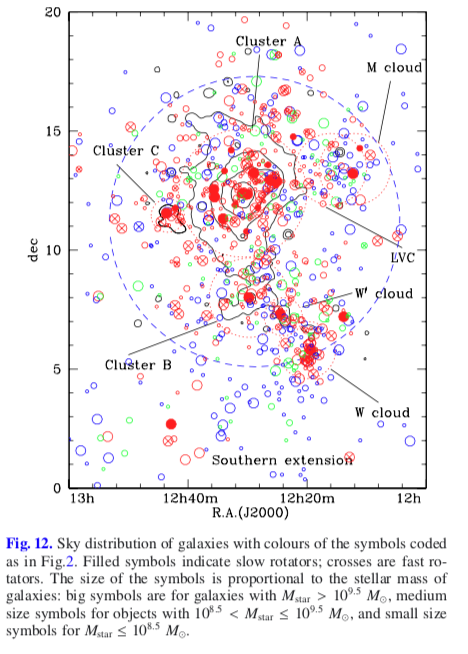 20
Cluster A
M cloud
15
Cluster C
dec
10
LVC
W' cloud
Cluster B
5
W cloud
Southern extension
0
13h 12h40m 12h20m 12h
R.A.(J2000)
Fig. 12. Sky distribution of galaxies with colours of the symbols coded
as in Fig.2. Filled symbols indicate slow rotators; crosses are fast ro-
tators. The size of the symbols is proportional to the stellar mass of
galaxies: big symbols are for galaxies with Mstar > 10^9.5 M⊙, medium
size symbols for objects with 10^8.5 < Mstar ≤ 10^9.5 M⊙, and small size
symbols for Mstar ≤ 10^8.5 M⊙.